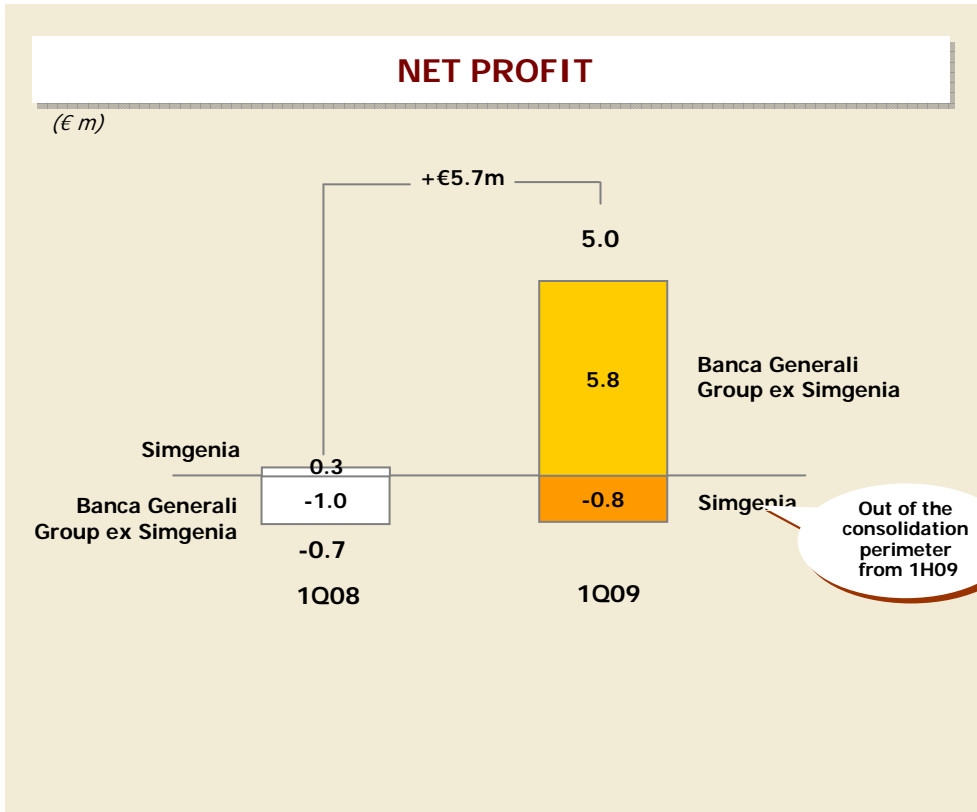 NET PROFIT
(€ m)
+€5.7m
5.0
5.8
Banca Generali
Group ex Simgenia
Simgenia
0.3
Banca Generali
Group ex Simgenia
-1.0
-0.8
Simgenia
Out of the
consolidation
perimeter
from 1H09
-0.7
1Q08
1Q09